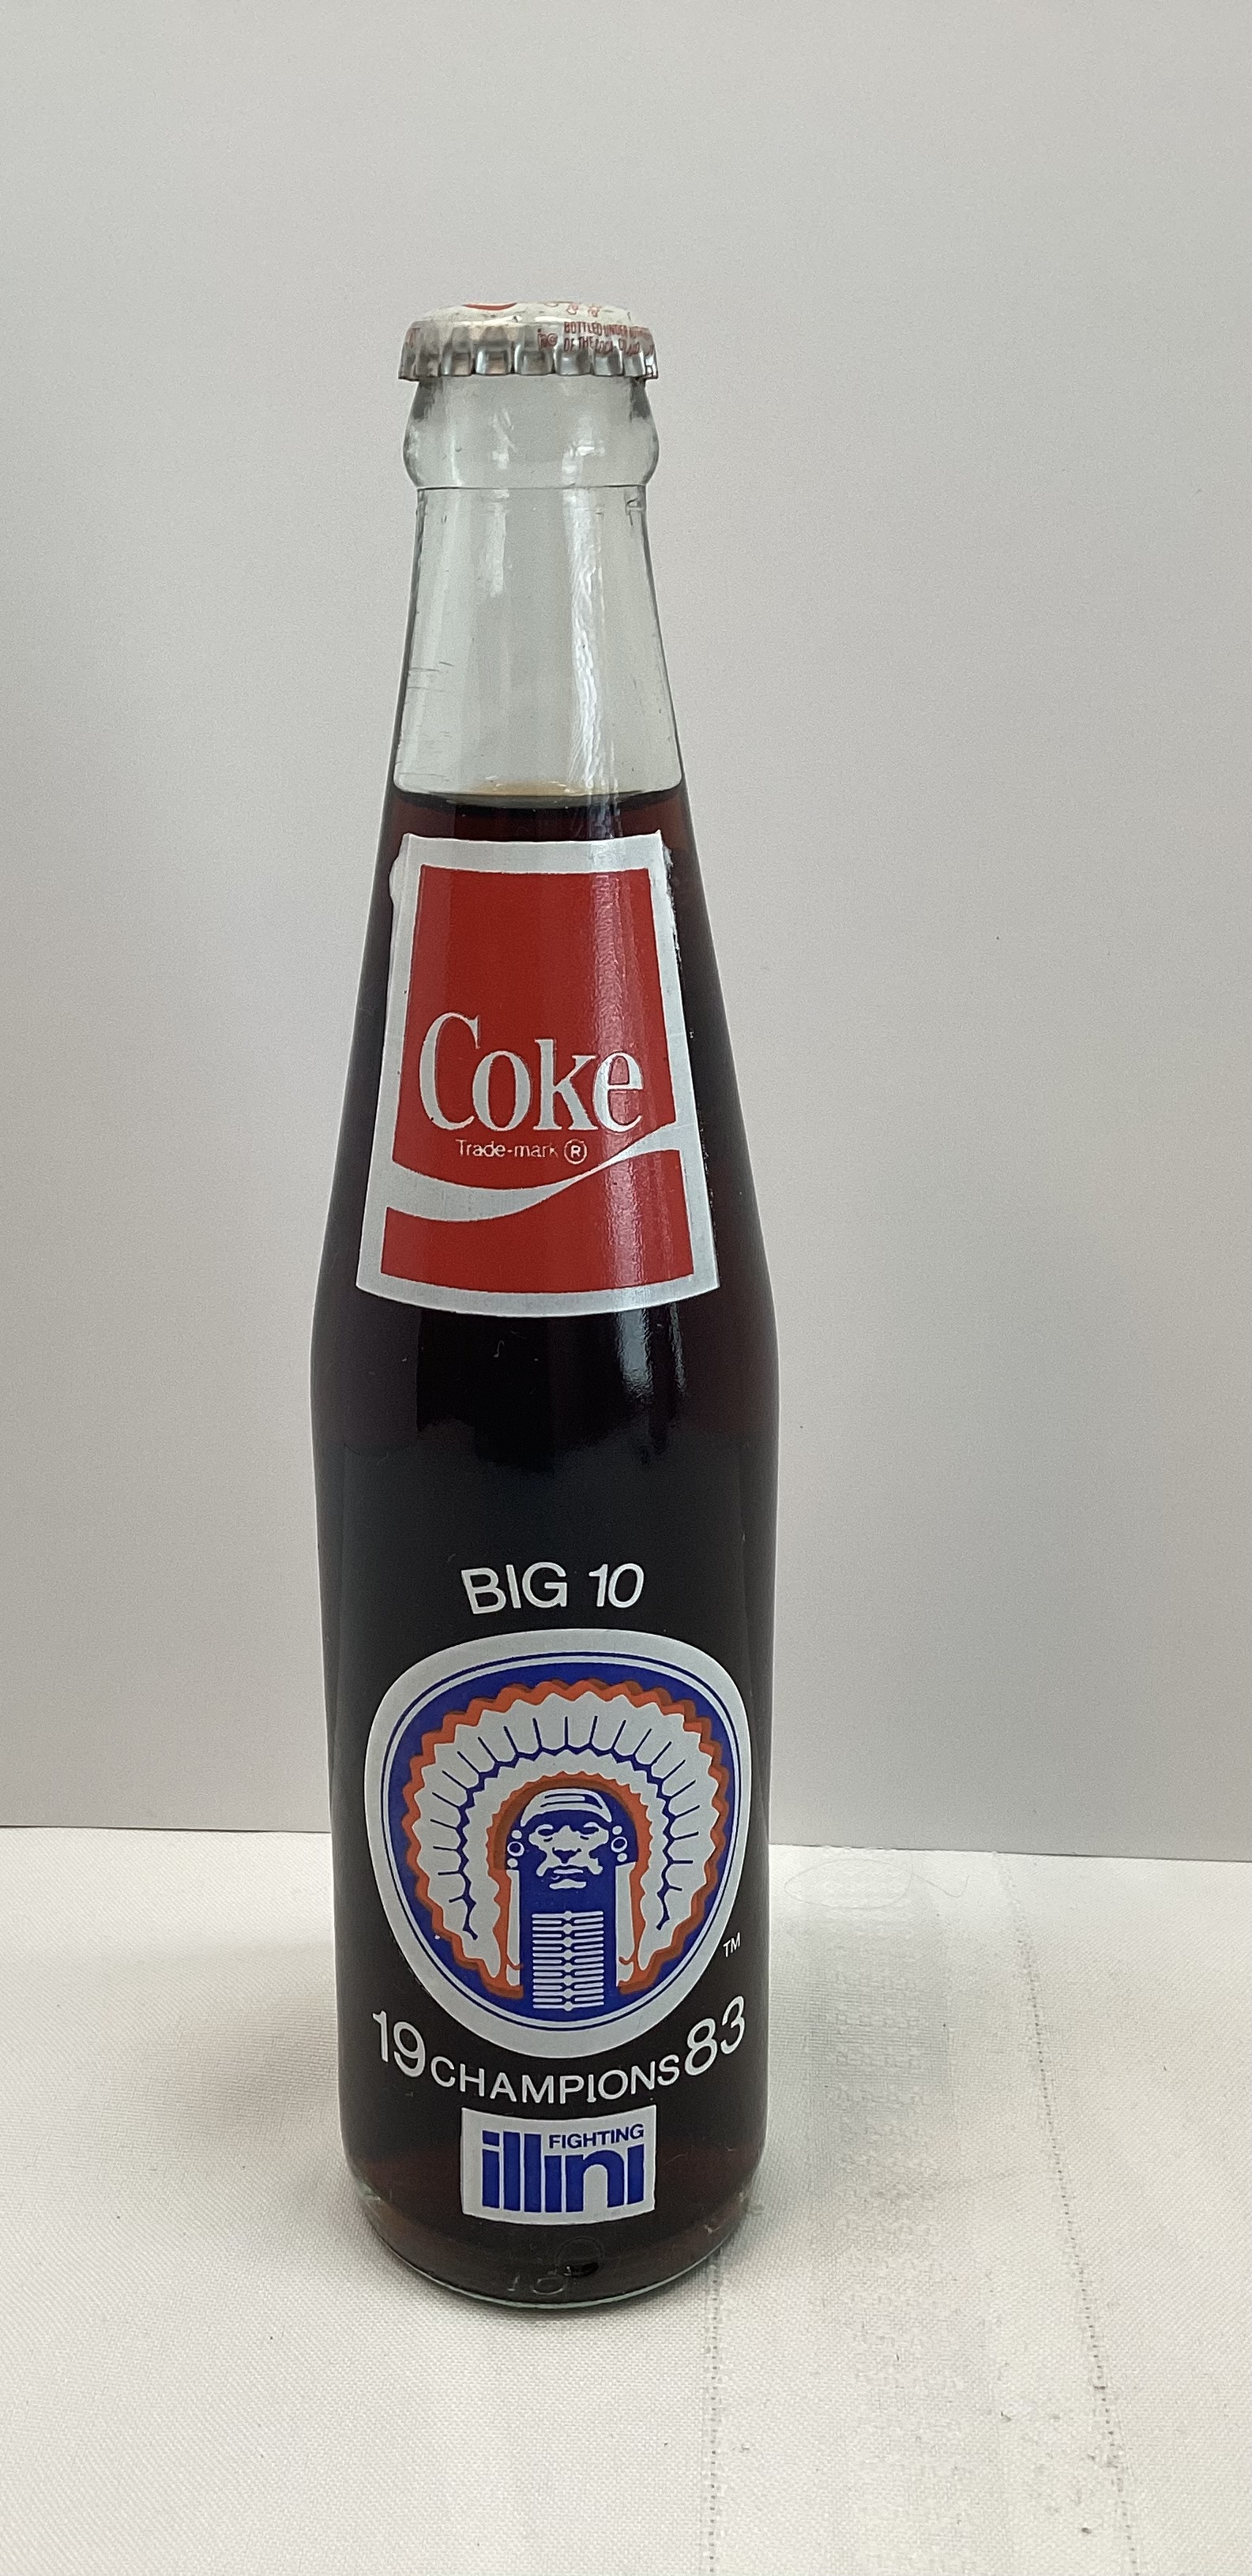 BOTTLED UNDER
OF THE
Coke
Trade-mark ®
BIG 10
TM
19 CHAMPIONS 83
FIGHTING
illini